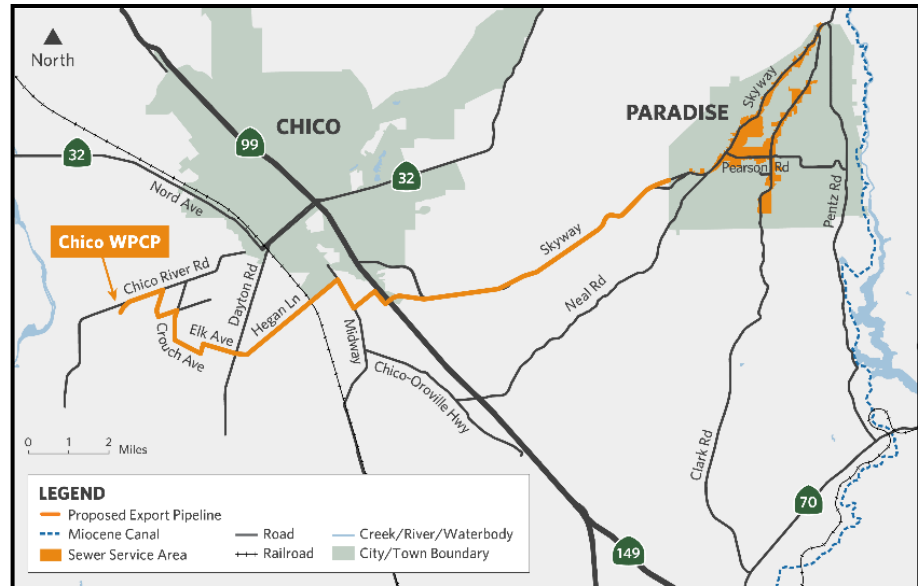 North
CHICO
PARADISE
99
32
32
Nord Ave
Skyway
Pearson Rd
Pentz Rd
Chico WPCP
Chico River Rd
Dayton Rd
Hegan Ln
Elk Ave
Crouch Ave
Midway
Skyway
Neal Rd
Chico-Oroville Hwy
Clark Rd
70
149
0 1 2
Miles
LEGEND
Proposed Export Pipeline
Miocene Canal
Sewer Service Area
Road
Railroad
Creek/River/Waterbody
City/Town Boundary